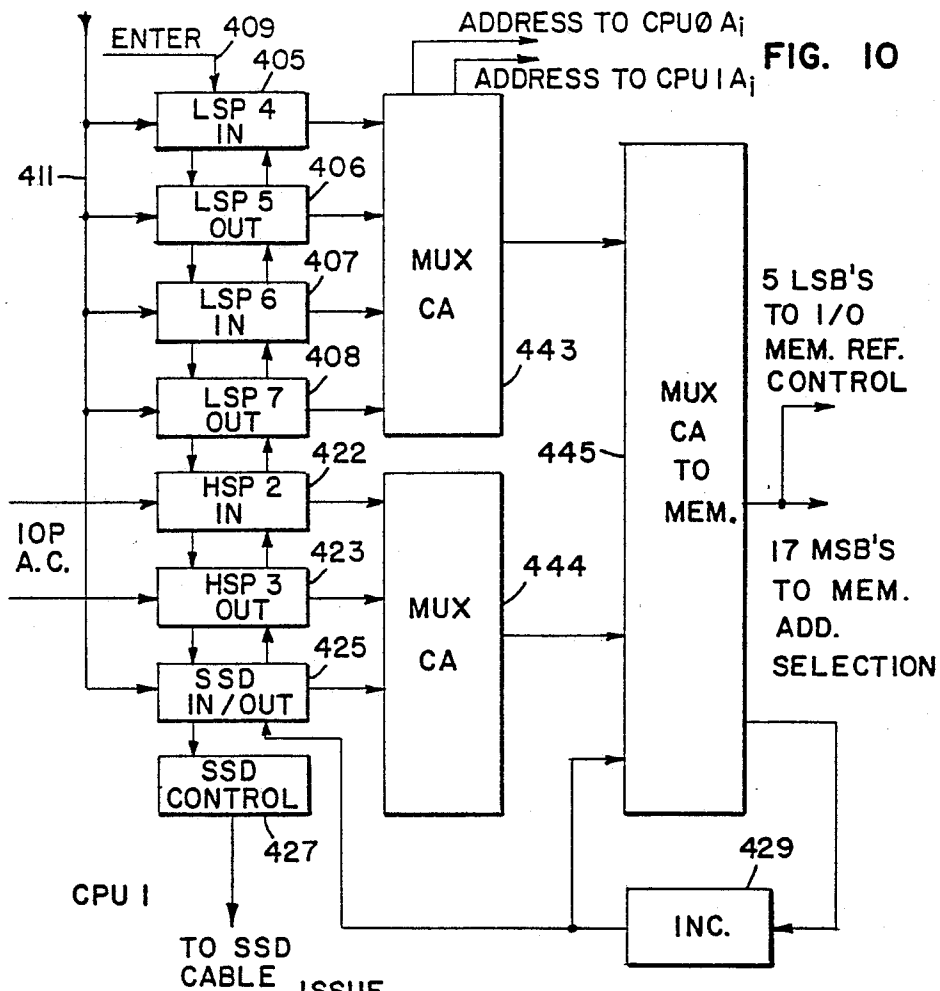 ADDRESS TO CPUØ Ai
ADDRESS TO CPU1Ai
FIG. 10
ENTER
409
405
LSP 4
IN
411
406
LSP 5
OUT
407
LSP 6
IN
408
LSP 7
OUT
MUX
CA
443
5 LSB'S
TO I/O
MEM. REF.
CONTROL
MUX
CA
TO
MEM.
445
422
HSP 2
IN
IOP
A.C.
423
HSP 3
OUT
425
SSD
IN/OUT
MUX
CA
444
17 MSB'S
TO MEM.
ADD.
SELECTION
SSD
CONTROL
427
429
INC.
CPU 1
TO SSD
CABLE
ISSUE